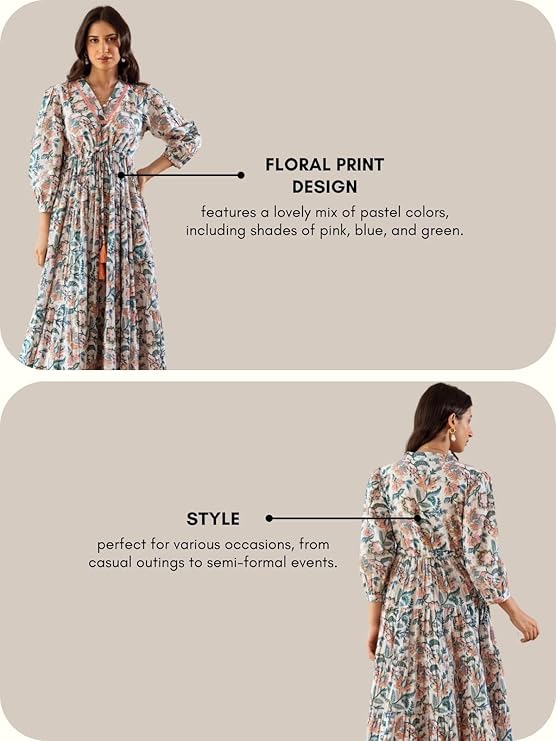 FLORAL PRINT
DESIGN
features a lovely mix of pastel colors,
including shades of pink, blue, and green.
STYLE
perfect for various occasions, from
casual outings to semi-formal events.